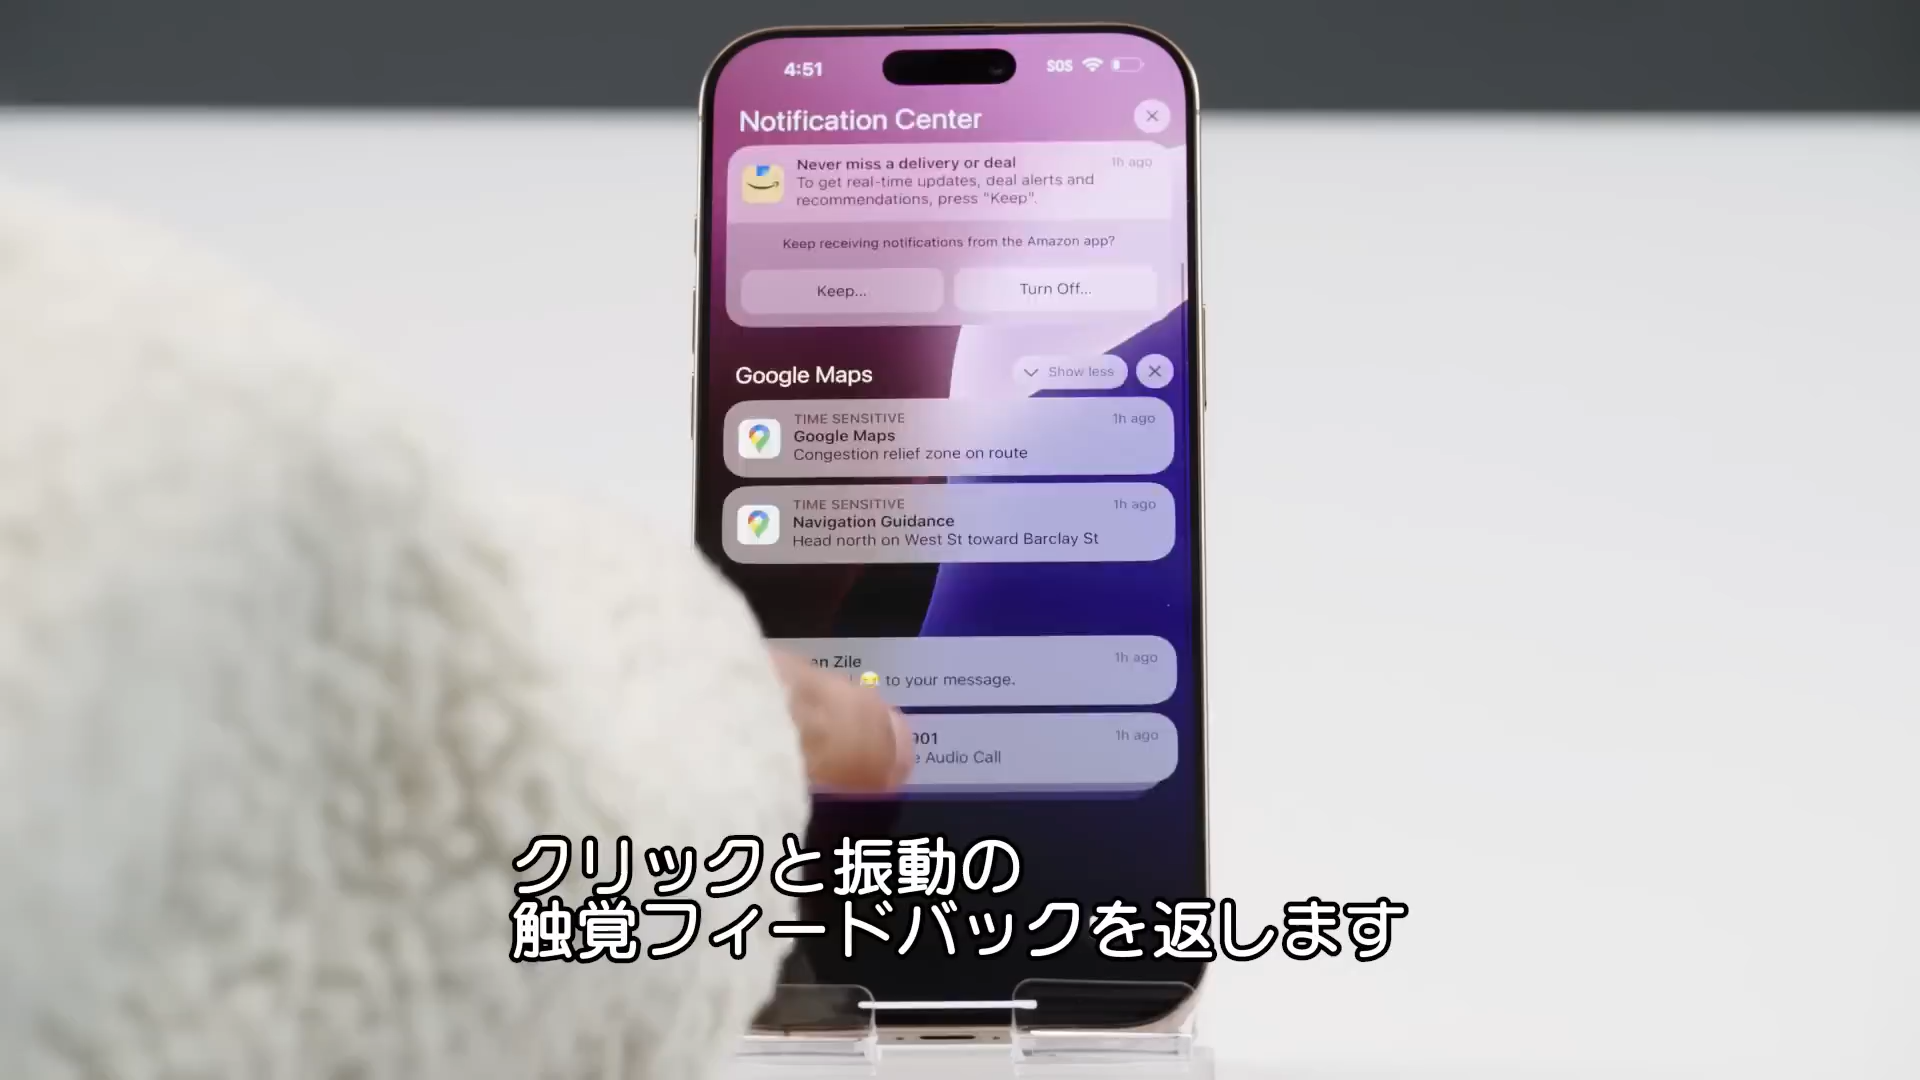 4:51
SOS
Notification Center
Never miss a delivery or deal
1h ago
To get real-time updates, deal alerts and
recommendations, press "Keep".
Keep receiving notifications from the Amazon app?
Keep...
Turn Off...
Google Maps
Show less
TIME SENSITIVE
1h ago
Google Maps
Congestion relief zone on route
TIME SENSITIVE
1h ago
Navigation Guidance
Head north on West St toward Barclay St
Zile
1h ago
😂 to your message.
901
1h ago
Audio Call
クリックと振動の
触覚フィードバックを返します